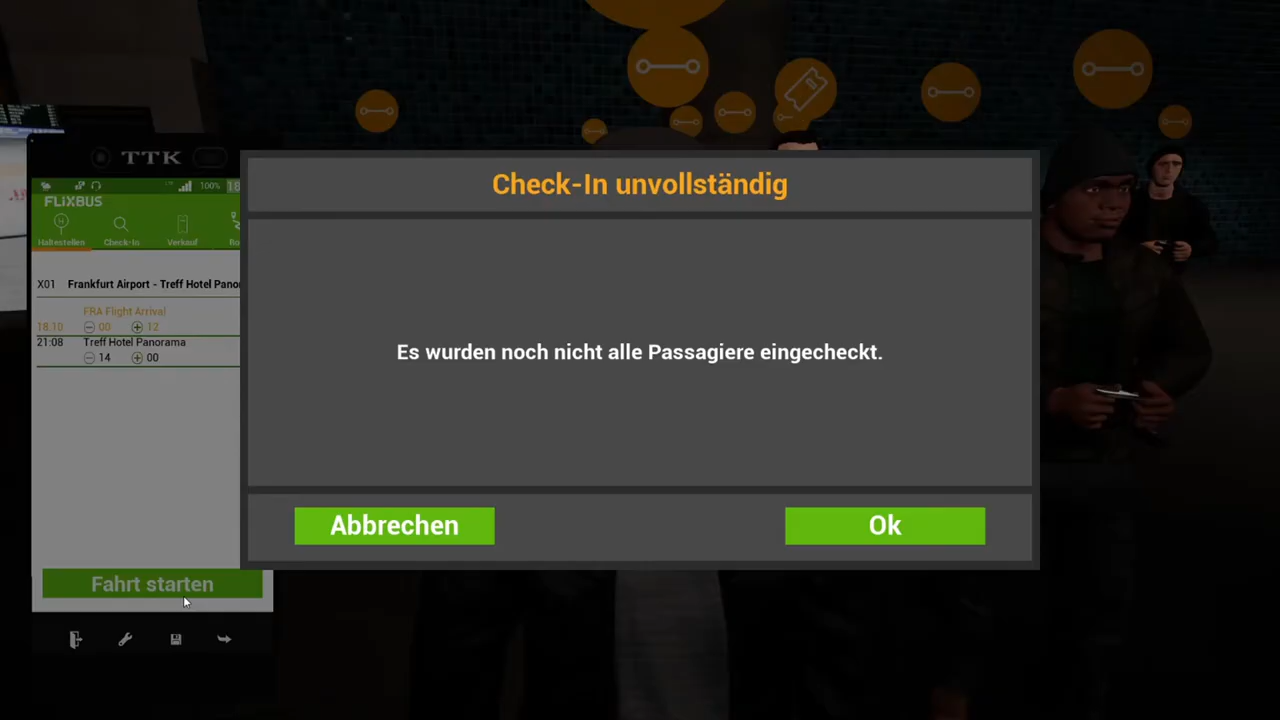 Check-In unvollständig
Es wurden noch nicht alle Passagiere eingecheckt.
Abbrechen
Ok
TTK
100%
18
FLiXBUS
Haltestellen
Check-In
Verkauf
X01 Frankfurt Airport - Treff Hotel Pano
FRA Flight Arrival
18:10 00 12
21:08 Treff Hotel Panorama
14 00
Fahrt starten